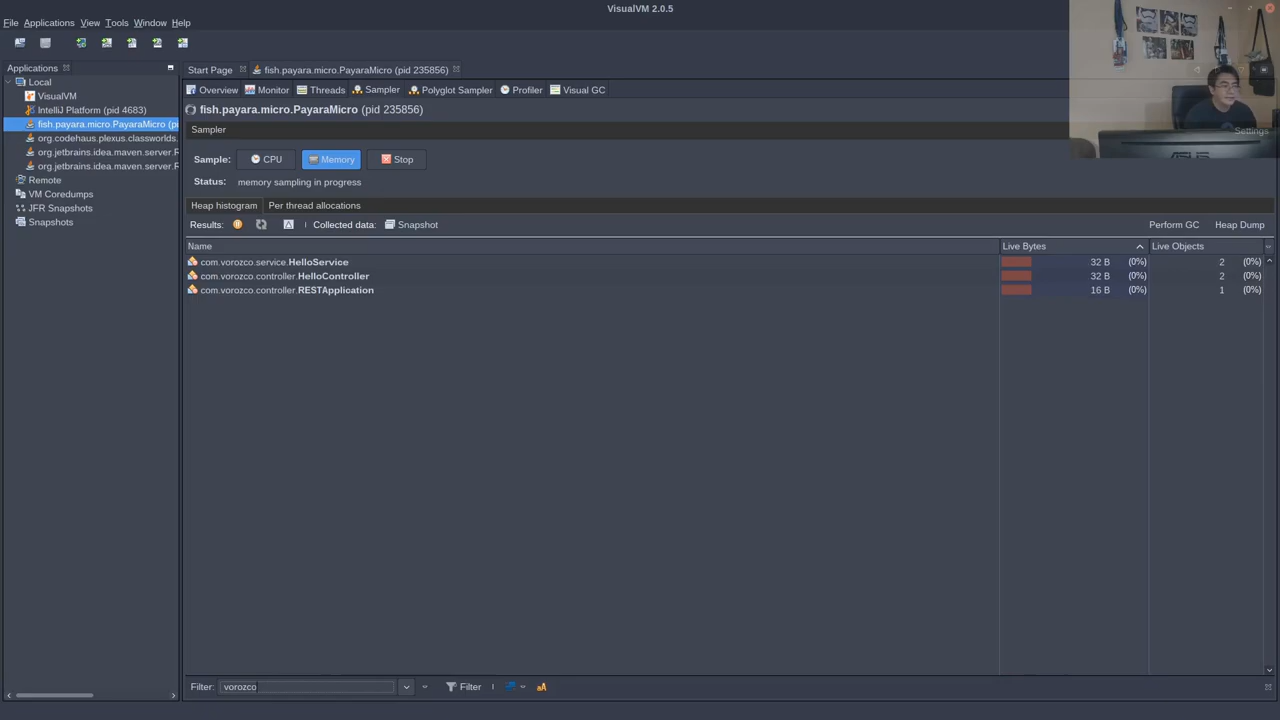 VisualVM 2.0.5
File Applications View Tools Window Help
Applications
Start Page
fish.payara.micro.PayaraMicro (pid 235856)
Local
VisualVM
IntelliJ Platform (pid 4683)
fish.payara.micro.PayaraMicro (pi
org.codehaus.plexus.classworlds.
org.jetbrains.idea.maven.server.R
org.jetbrains.idea.maven.server.R
Remote
VM Coredumps
JFR Snapshots
Snapshots
Overview Monitor Threads Sampler Polyglot Sampler Profiler Visual GC
fish.payara.micro.PayaraMicro (pid 235856)
Sampler
Settings
Sample: CPU Memory Stop
Status: memory sampling in progress
Heap histogram Per thread allocations
Results: Collected data: Snapshot Perform GC Heap Dump
Name Live Bytes Live Objects
com.vorozco.service.HelloService 32 B (0%) 2 (0%)
com.vorozco.controller.HelloController 32 B (0%) 2 (0%)
com.vorozco.controller.RESTApplication 16 B (0%) 1 (0%)
Filter: vorozco Filter aA